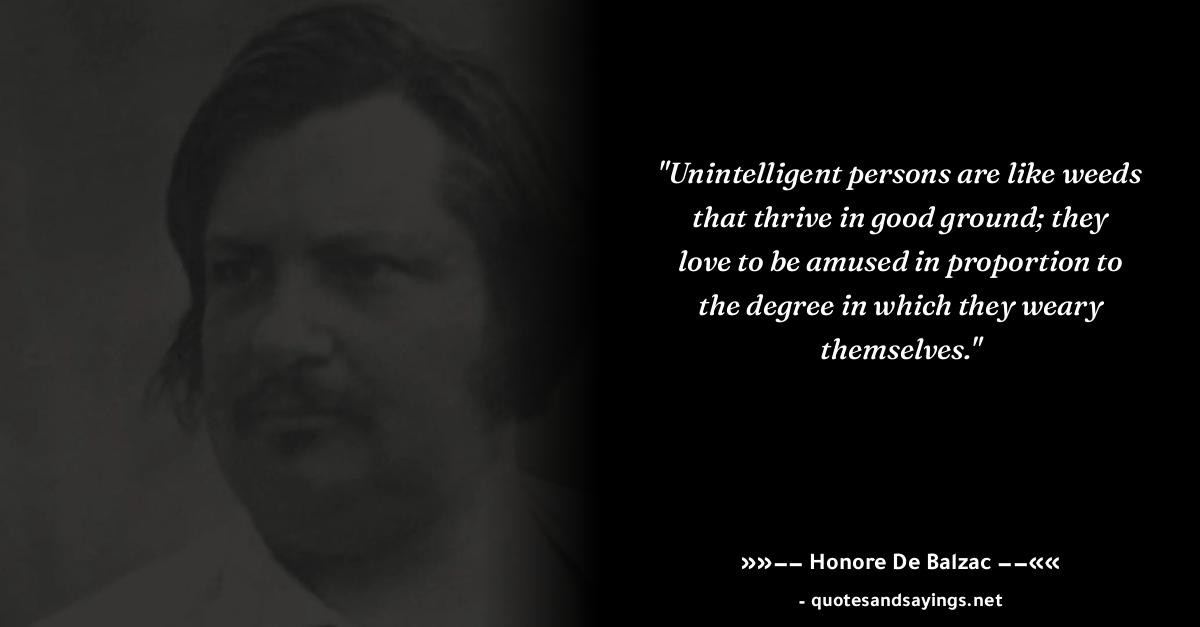 "Unintelligent persons are like weeds
that thrive in good ground; they
love to be amused in proportion to
the degree in which they weary
themselves."
»»−− Honore De Balzac −−««
- quotesandsayings.net